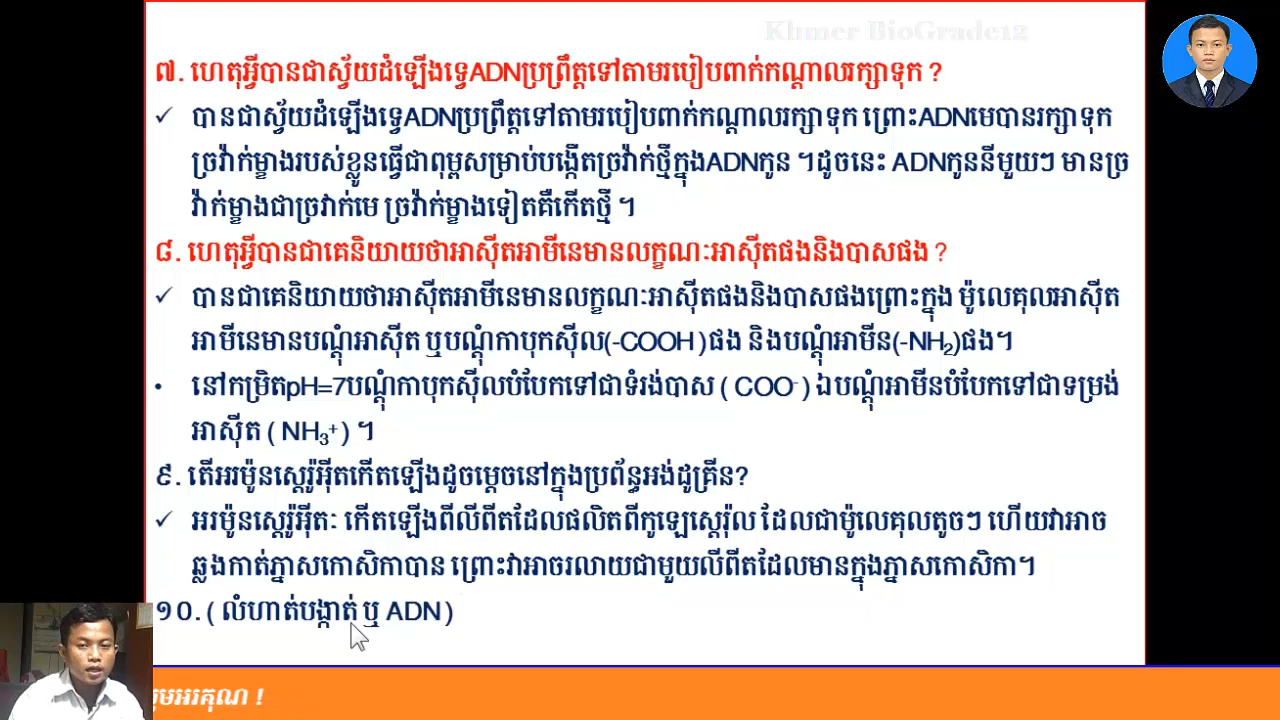 Khmer BioGrade12
៧. ហេតុអ្វីបានជាស្វ័យដំឡើងទ្វេADNប្រព្រឹត្តទៅតាមរបៀបពាក់កណ្តាលរក្សាទុក ?
✓ បានជាស្វ័យដំឡើងទ្វេADNប្រព្រឹត្តទៅតាមរបៀបពាក់កណ្តាលរក្សាទុក ព្រោះADNមេបានរក្សាទុក
ច្រវ៉ាក់ម្ខាងរបស់ខ្លួនធ្វើជាពុម្ពសម្រាប់បង្កើតច្រវ៉ាក់ថ្មីក្នុងADNកូន ។ដូចនេះ ADNកូននីមួយៗ មានច្រ
វ៉ាក់ម្ខាងជាច្រវាក់មេ ច្រវ៉ាក់ម្ខាងទៀតគឺកើតថ្មី ។
៨. ហេតុអ្វីបានជាគេនិយាយថាអាស៊ីតអាមីនេមានលក្ខណៈអាស៊ីតផងនិងបាសផង ?
✓ បានជាគេនិយាយថាអាស៊ីតអាមីនេមានលក្ខណៈអាស៊ីតផងនិងបាសផងព្រោះក្នុង ម៉ូលេគុលអាស៊ីត
អាមីនេមានបណ្តុំអាស៊ីត ឬបណ្តុំកាបុកស៊ីល(-COOH )ផង និងបណ្តុំអាមីន(-NH₂)ផង។
• នៅកម្រិតpH=7បណ្តុំកាបុកស៊ីលបំបែកទៅជាទំរង់បាស ( COO⁻ ) ឯបណ្តុំអាមីនបំបែកទៅជាទម្រង់
អាស៊ីត ( NH₃⁺ ) ។
៩. តើអរម៉ូនស្តេរ៉ូអ៊ីតកើតឡើងដូចម្តេចនៅក្នុងប្រព័ន្ធអង់ដូគ្រីន?
✓ អរម៉ូនស្តេរ៉ូអ៊ីតៈ កើតឡើងពីលីពីតដែលផលិតពីកូឡេស្តេរ៉ុល ដែលជាម៉ូលេគុលតូចៗ ហើយវាអាច
ឆ្លងកាត់ភ្នាសកោសិកាបាន ព្រោះវាអាចរលាយជាមួយលីពីតដែលមានក្នុងភ្នាសកោសិកា។
១០. ( លំហាត់បង្កាត់ ឬ ADN )
អរគុណ !